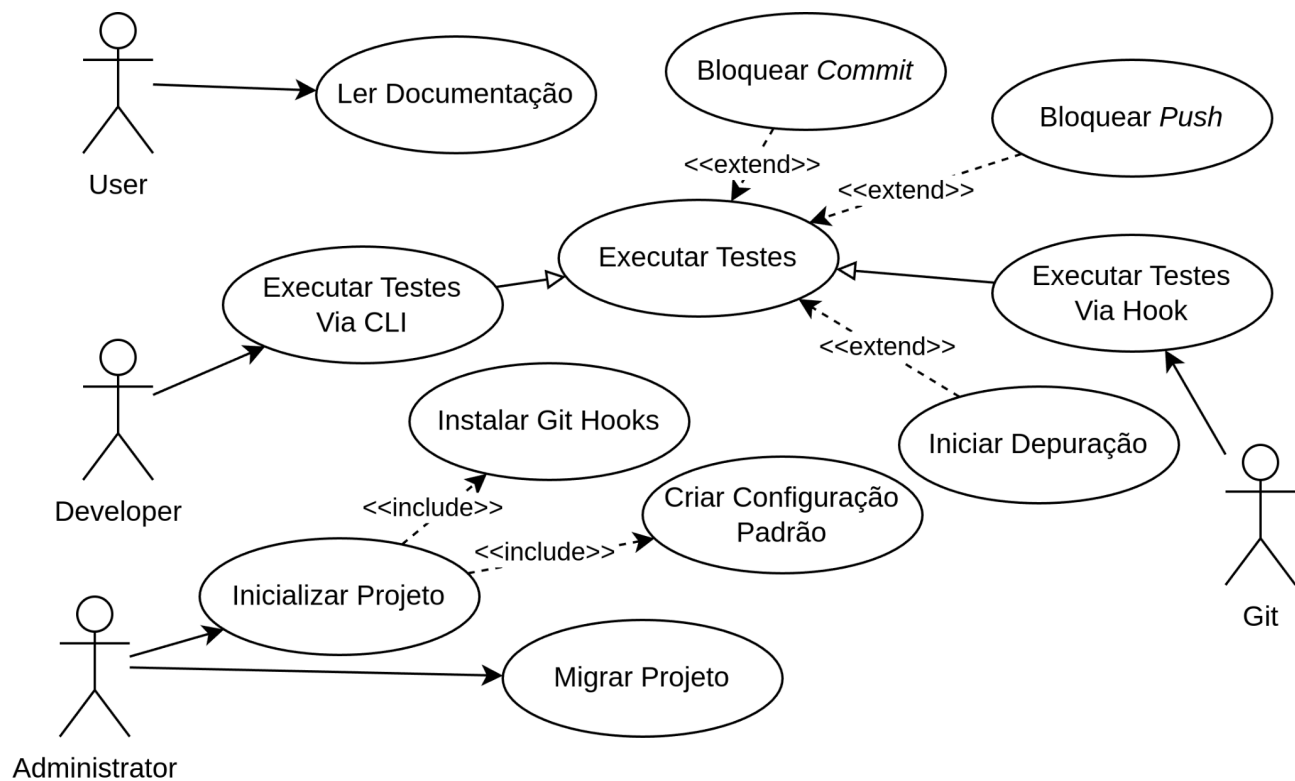 Bloquear Commit
Ler Documentação
Bloquear Push
<<extend>>
<<extend>>
User
Executar Testes
Executar Testes
Via CLI
Executar Testes
Via Hook
<<extend>>
Instalar Git Hooks
Iniciar Depuração
Developer
<<include>>
Criar Configuração
Padrão
<<include>>
Inicializar Projeto
Git
Migrar Projeto
Administrator